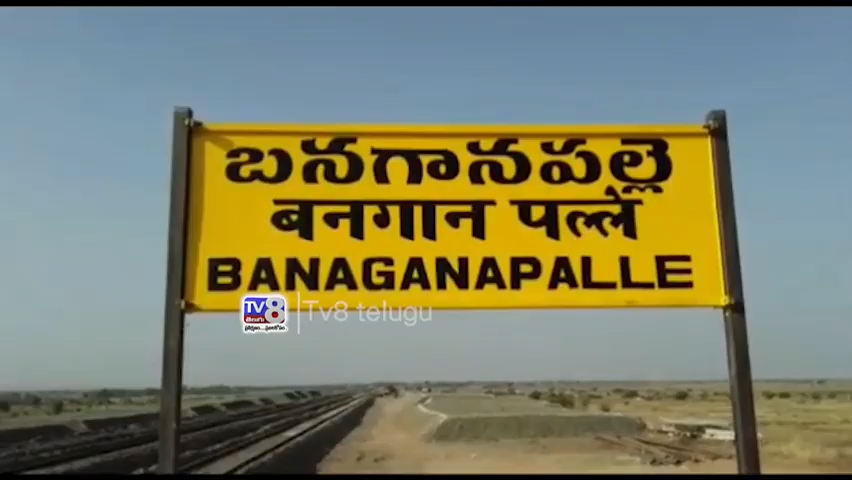 బనగానపల్లె
बनगान पल्ले
BANAGANAPALLE
TV8
తెలుగు
Tv8 telugu